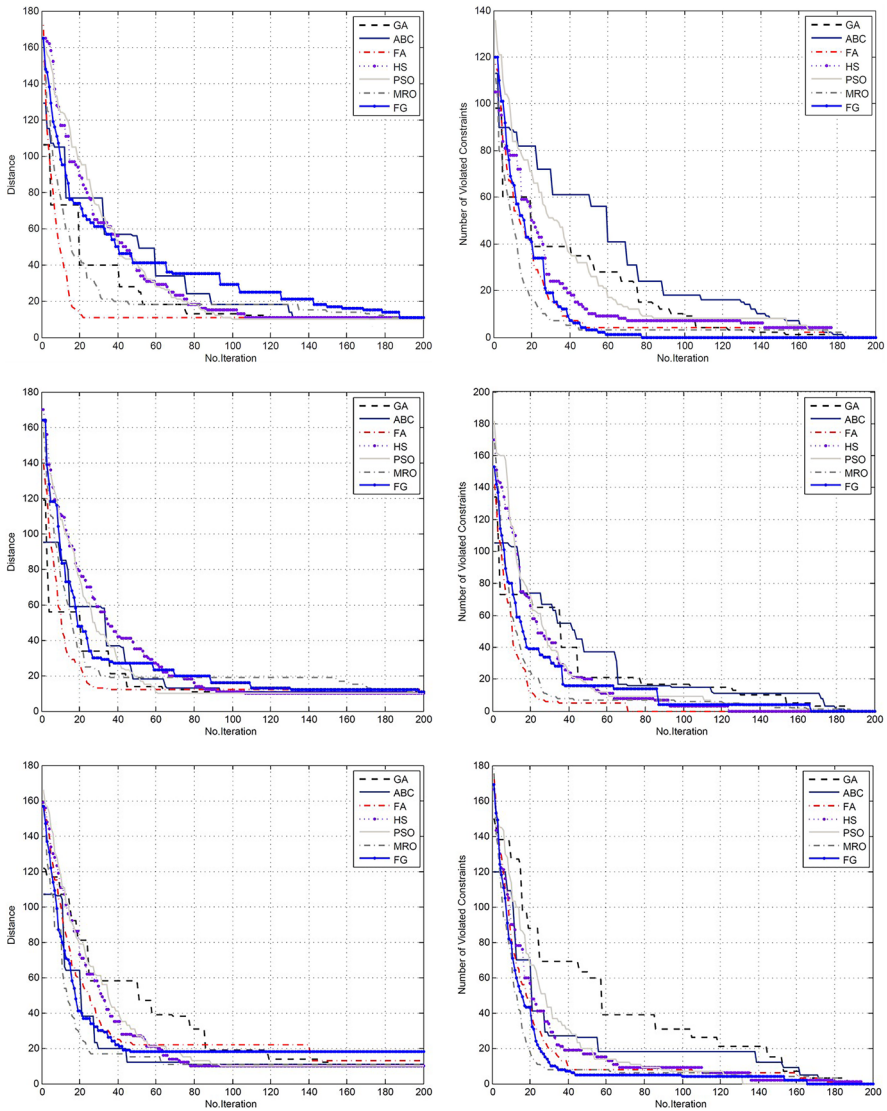 180
160
140
120
100
80
60
40
20
0
Distance
0 20 40 60 80 100 120 140 160 180 200
No.Iteration
GA
ABC
FA
HS
PSO
MRO
FG
140
120
100
80
60
40
20
0
Number of Violated Constraints
0 20 40 60 80 100 120 140 160 180 200
No.Iteration
GA
ABC
FA
HS
PSO
MRO
FG
180
160
140
120
100
80
60
40
20
0
Distance
0 20 40 60 80 100 120 140 160 180 200
No.Iteration
GA
ABC
FA
HS
PSO
MRO
FG
200
180
160
140
120
100
80
60
40
20
0
Number of Violated Constraints
0 20 40 60 80 100 120 140 160 180 200
No.Iteration
GA
ABC
FA
HS
PSO
MRO
FG
180
160
140
120
100
80
60
40
20
0
Distance
0 20 40 60 80 100 120 140 160 180 200
No.Iteration
GA
ABC
FA
HS
PSO
MRO
FG
180
160
140
120
100
80
60
40
20
0
Number of Violated Constraints
0 20 40 60 80 100 120 140 160 180 200
No.Iteration
GA
ABC
FA
HS
PSO
MRO
FG